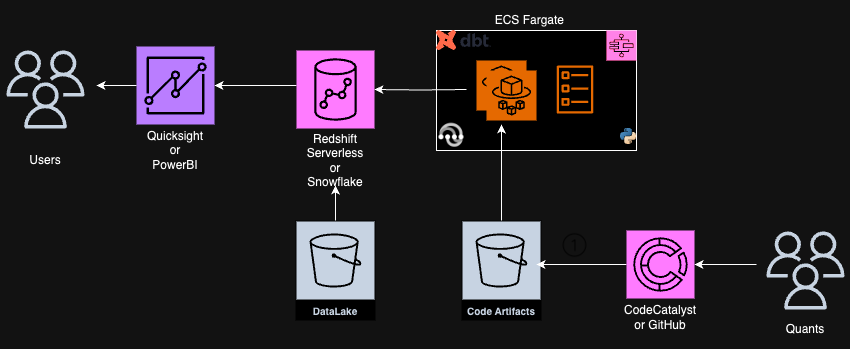 ECS Fargate
dbt
Users
Quicksight
or
PowerBI
Redshift
Serverless
or
Snowflake
DataLake
Code Artifacts
1
CodeCatalyst
or GitHub
Quants